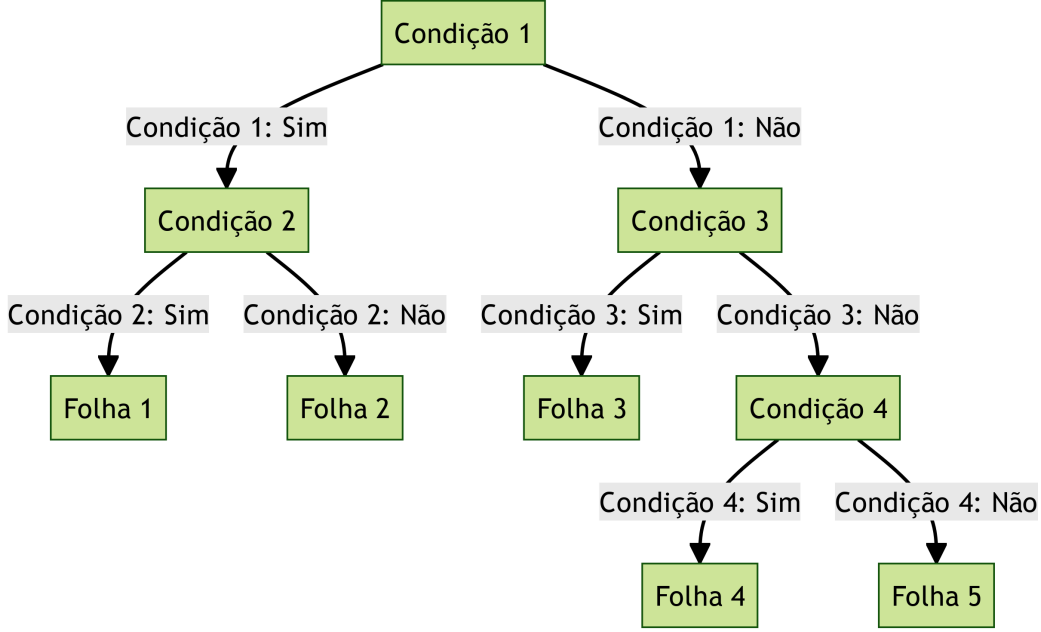 Condição 1
Condição 1: Sim
Condição 1: Não
Condição 2
Condição 3
Condição 2: Sim
Condição 2: Não
Condição 3: Sim
Condição 3: Não
Folha 1
Folha 2
Folha 3
Condição 4
Condição 4: Sim
Condição 4: Não
Folha 4
Folha 5